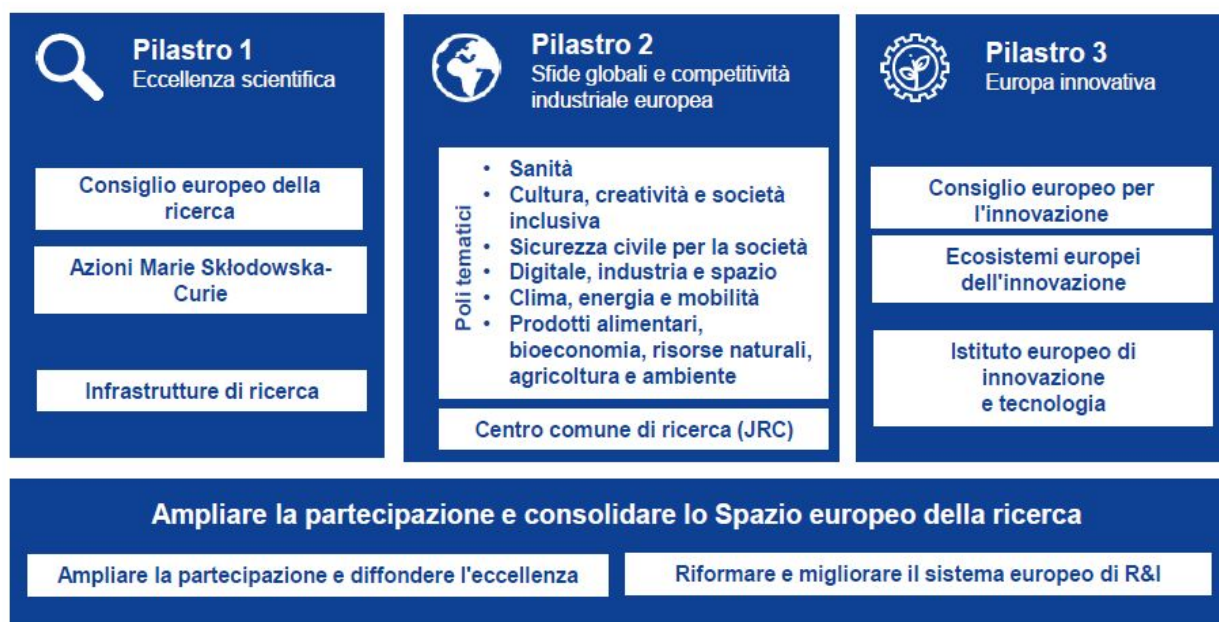 Pilastro 1
Eccellenza scientifica
Consiglio europeo della
ricerca
Azioni Marie Skłodowska-
Curie
Infrastrutture di ricerca
Pilastro 2
Sfide globali e competitività
industriale europea
Poli tematici
• Sanità
• Cultura, creatività e società
inclusiva
• Sicurezza civile per la società
• Digitale, industria e spazio
• Clima, energia e mobilità
• Prodotti alimentari,
bioeconomia, risorse naturali,
agricoltura e ambiente
Centro comune di ricerca (JRC)
Pilastro 3
Europa innovativa
Consiglio europeo per
l'innovazione
Ecosistemi europei
dell'innovazione
Istituto europeo di
innovazione
e tecnologia
Ampliare la partecipazione e consolidare lo Spazio europeo della ricerca
Ampliare la partecipazione e diffondere l'eccellenza
Riformare e migliorare il sistema europeo di R&I